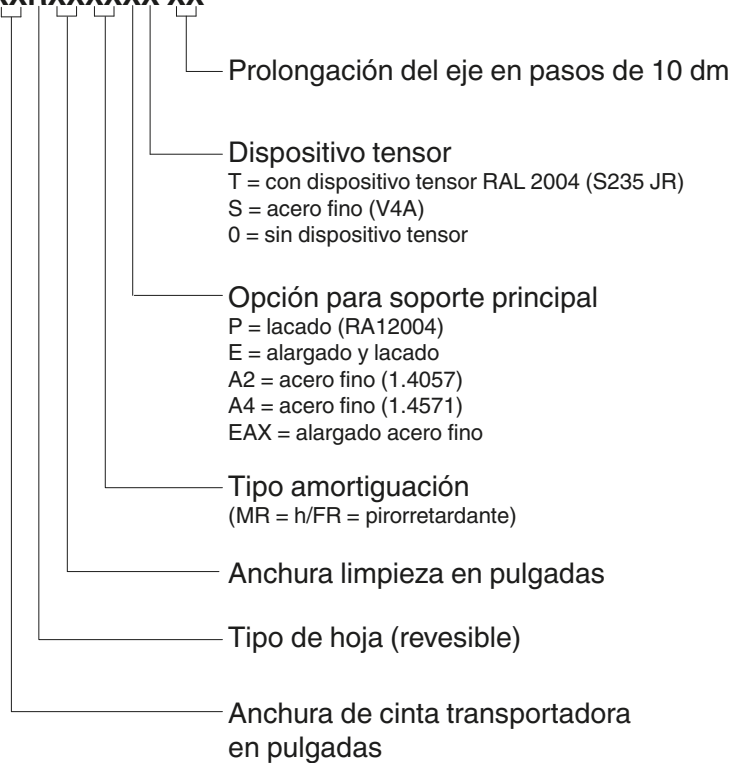 Prolongación del eje en pasos de 10 dm
Dispositivo tensor
T = con dispositivo tensor RAL 2004 (S235 JR)
S = acero fino (V4A)
0 = sin dispositivo tensor
Opción para soporte principal
P = lacado (RA12004)
E = alargado y lacado
A2 = acero fino (1.4057)
A4 = acero fino (1.4571)
EAX = alargado acero fino
Tipo amortiguación
(MR = h/FR = pirorretardante)
Anchura limpieza en pulgadas
Tipo de hoja (revesible)
Anchura de cinta transportadora
en pulgadas